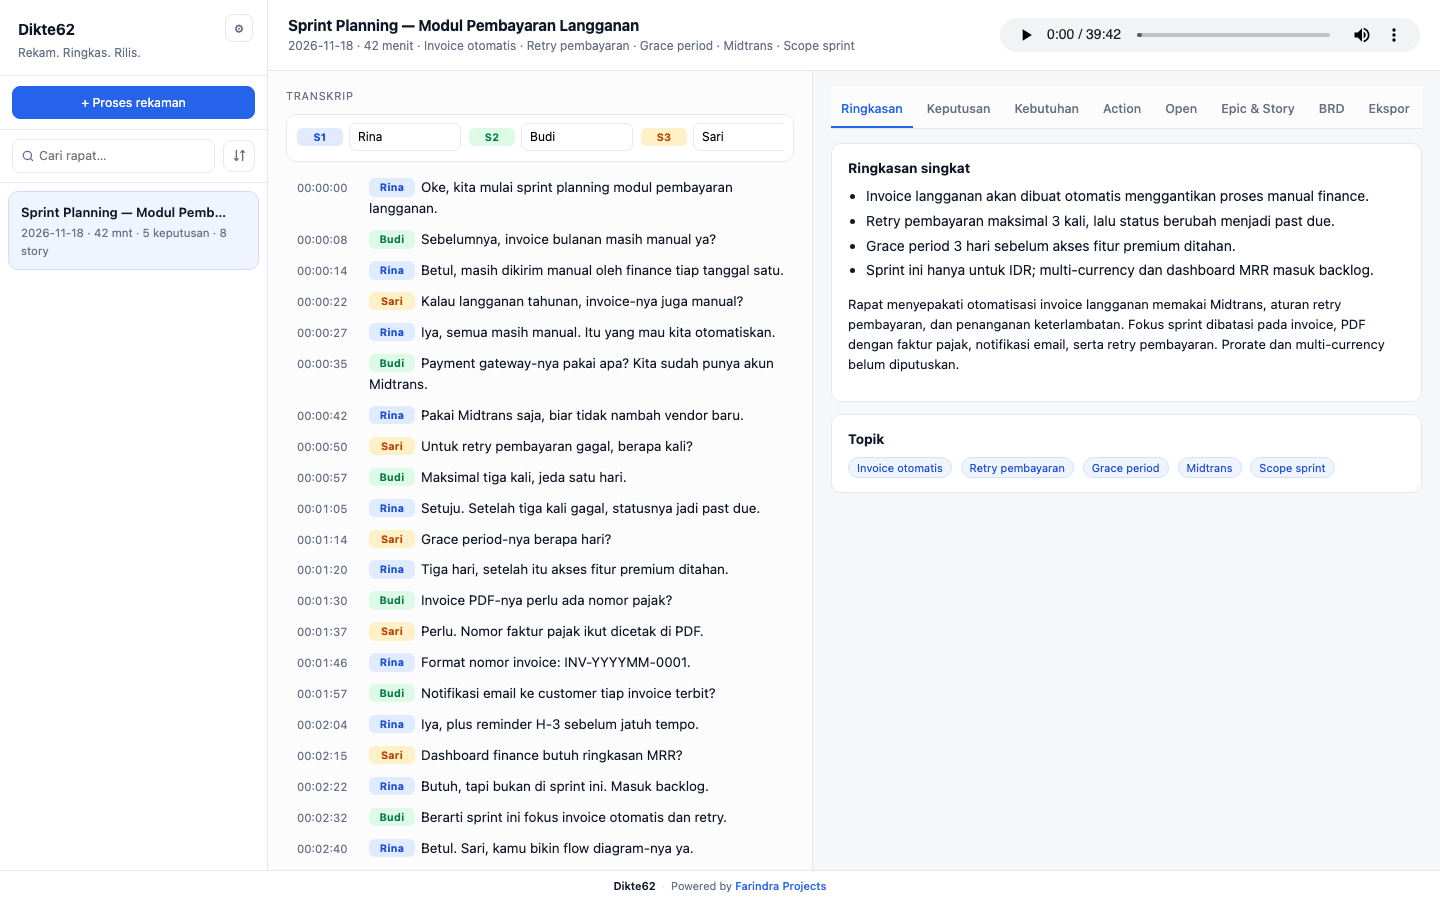 Dikte62
Rekam. Ringkas. Rilis.
+ Proses rekaman
Cari rapat...
Sprint Planning — Modul Pemb...
2026-11-18 · 42 mnt · 5 keputusan · 8
story
Sprint Planning — Modul Pembayaran Langganan
2026-11-18 · 42 menit · Invoice otomatis · Retry pembayaran · Grace period · Midtrans · Scope sprint
0:00 / 39:42
TRANSKRIP
S1 Rina S2 Budi S3 Sari
00:00:00 Rina Oke, kita mulai sprint planning modul pembayaran
langganan.
00:00:08 Budi Sebelumnya, invoice bulanan masih manual ya?
00:00:14 Rina Betul, masih dikirim manual oleh finance tiap tanggal satu.
00:00:22 Sari Kalau langganan tahunan, invoice-nya juga manual?
00:00:27 Rina Iya, semua masih manual. Itu yang mau kita otomatiskan.
00:00:35 Budi Payment gateway-nya pakai apa? Kita sudah punya akun
Midtrans.
00:00:42 Rina Pakai Midtrans saja, biar tidak nambah vendor baru.
00:00:50 Sari Untuk retry pembayaran gagal, berapa kali?
00:00:57 Budi Maksimal tiga kali, jeda satu hari.
00:01:05 Rina Setuju. Setelah tiga kali gagal, statusnya jadi past due.
00:01:14 Sari Grace period-nya berapa hari?
00:01:20 Rina Tiga hari, setelah itu akses fitur premium ditahan.
00:01:30 Budi Invoice PDF-nya perlu ada nomor pajak?
00:01:37 Sari Perlu. Nomor faktur pajak ikut dicetak di PDF.
00:01:46 Rina Format nomor invoice: INV-YYYYMM-0001.
00:01:57 Budi Notifikasi email ke customer tiap invoice terbit?
00:02:04 Rina Iya, plus reminder H-3 sebelum jatuh tempo.
00:02:15 Sari Dashboard finance butuh ringkasan MRR?
00:02:22 Rina Butuh, tapi bukan di sprint ini. Masuk backlog.
00:02:32 Budi Berarti sprint ini fokus invoice otomatis dan retry.
00:02:40 Rina Betul. Sari, kamu bikin flow diagram-nya ya.
Ringkasan Keputusan Kebutuhan Action Open Epic & Story BRD Ekspor
Ringkasan singkat
• Invoice langganan akan dibuat otomatis menggantikan proses manual finance.
• Retry pembayaran maksimal 3 kali, lalu status berubah menjadi past due.
• Grace period 3 hari sebelum akses fitur premium ditahan.
• Sprint ini hanya untuk IDR; multi-currency dan dashboard MRR masuk backlog.
Rapat menyepakati otomatisasi invoice langganan memakai Midtrans, aturan retry
pembayaran, dan penanganan keterlambatan. Fokus sprint dibatasi pada invoice, PDF
dengan faktur pajak, notifikasi email, serta retry pembayaran. Prorate dan multi-currency
belum diputuskan.
Topik
Invoice otomatis Retry pembayaran Grace period Midtrans Scope sprint
Dikte62 · Powered by Farindra Projects